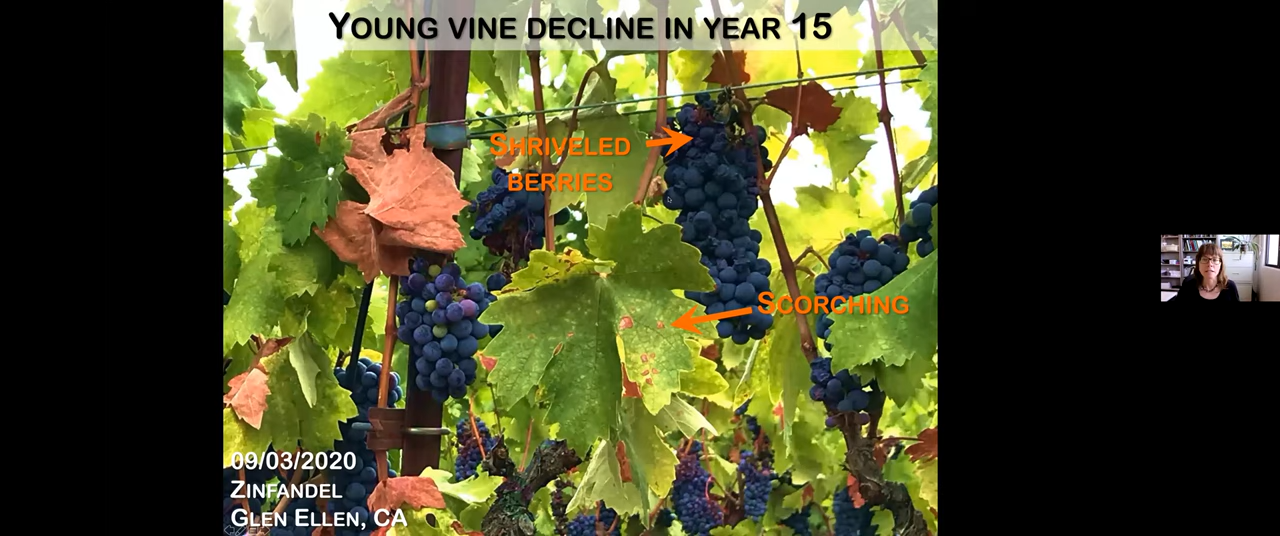 YOUNG VINE DECLINE IN YEAR 15
SHRIVELED
BERRIES
SCORCHING
09/03/2020
ZINFANDEL
GLEN ELLEN, CA